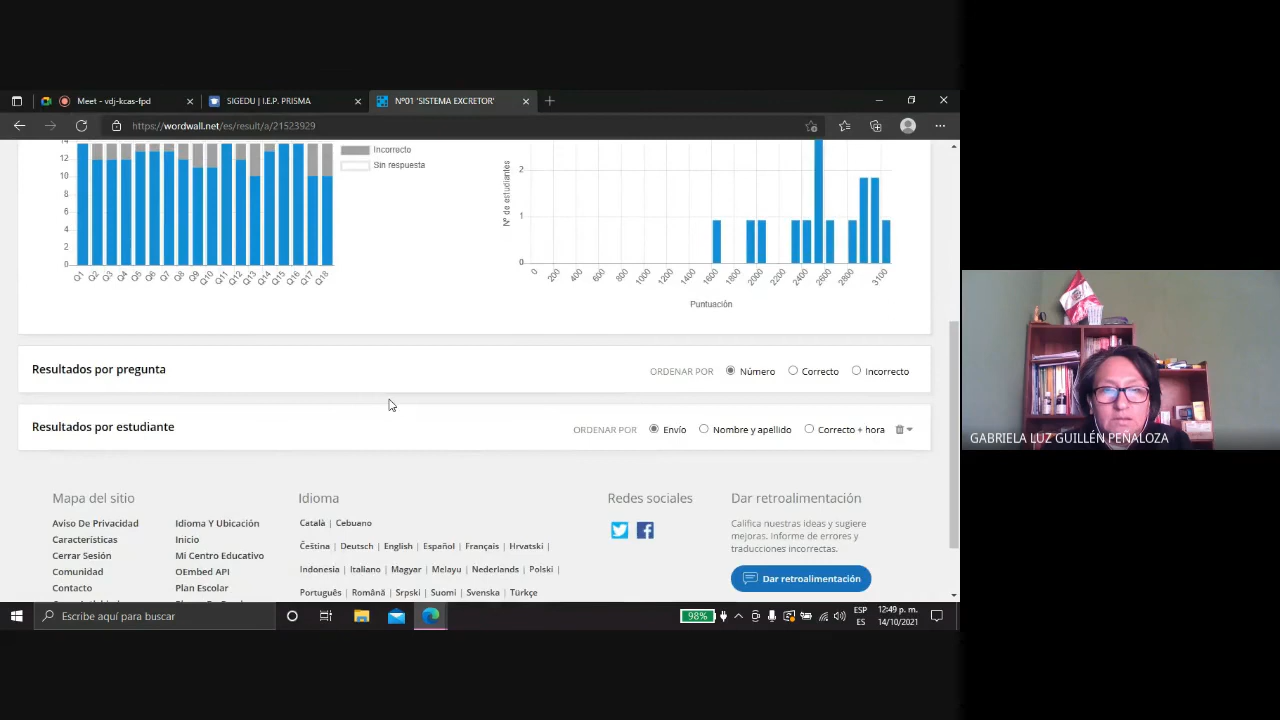 Meet - vdj-kcas-fpd
SIGEDU | I.E.P. PRISMA
Nº01 'SISTEMA EXCRETOR'
https://wordwall.net/es/result/a/21523929
14
12
10
8
6
4
2
0
Q1 Q2 Q3 Q4 Q5 Q6 Q7 Q8 Q9 Q10 Q11 Q12 Q13 Q14 Q15 Q16 Q17 Q18
Incorrecto
Sin respuesta
Nº de estudiantes
2
1
0
0 200 400 600 800 1000 1200 1400 1600 1800 2000 2200 2400 2600 2800 3100
Puntuación
Resultados por pregunta
ORDENAR POR Número Correcto Incorrecto
Resultados por estudiante
ORDENAR POR Envío Nombre y apellido Correcto + hora
Mapa del sitio
Aviso De Privacidad
Características
Cerrar Sesión
Comunidad
Contacto
Idioma Y Ubicación
Inicio
Mi Centro Educativo
OEmbed API
Plan Escolar
Idioma
Català | Cebuano
Čeština | Deutsch | English | Español | Français | Hrvatski |
Indonesia | Italiano | Magyar | Melayu | Nederlands | Polski |
Português | Română | Srpski | Suomi | Svenska | Türkçe
Redes sociales
Dar retroalimentación
Califica nuestras ideas y sugiere
mejoras. Informe de errores y
traducciones incorrectas.
Dar retroalimentación
Escribe aquí para buscar
98%
ESP
ES
12:49 p. m.
14/10/2021
GABRIELA LUZ GUILLÉN PEÑALOZA